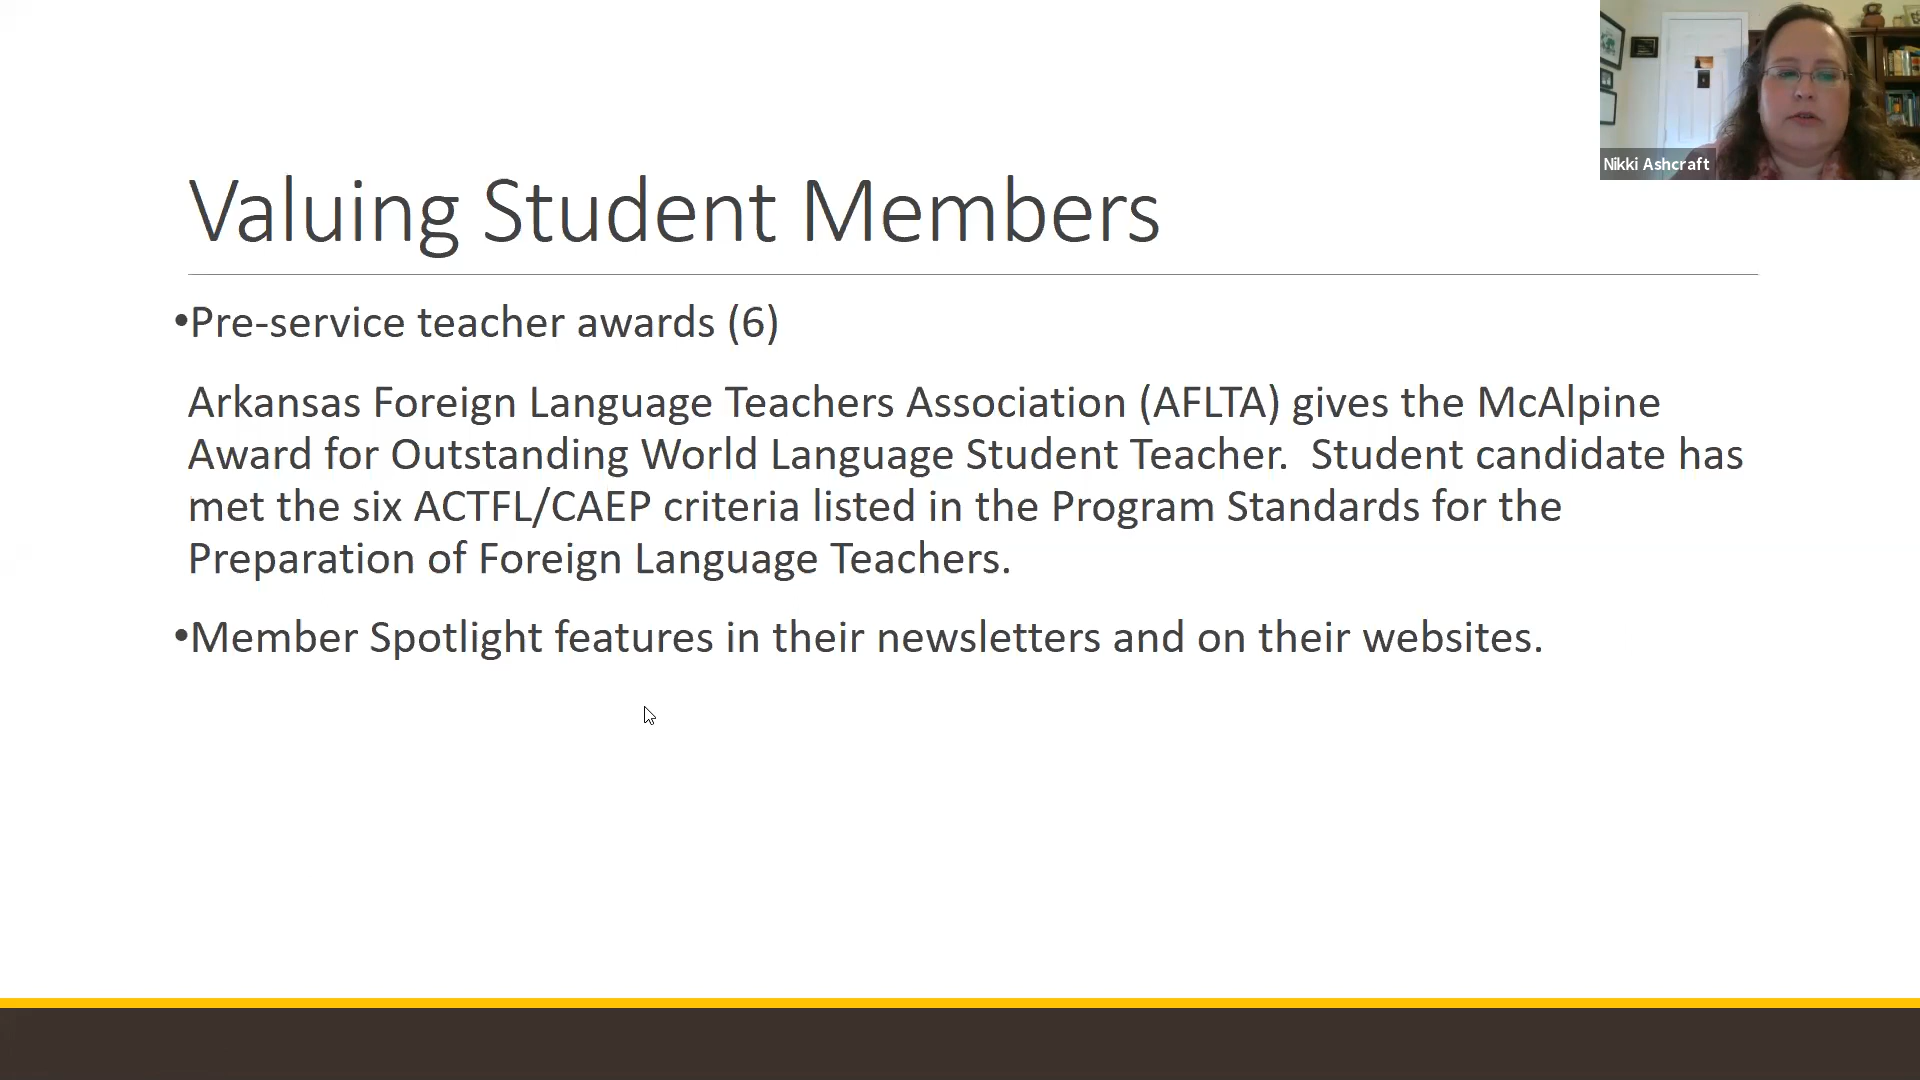 Nikki Ashcraft
Valuing Student Members
•Pre-service teacher awards (6)
Arkansas Foreign Language Teachers Association (AFLTA) gives the McAlpine
Award for Outstanding World Language Student Teacher.  Student candidate has
met the six ACTFL/CAEP criteria listed in the Program Standards for the
Preparation of Foreign Language Teachers.
•Member Spotlight features in their newsletters and on their websites.